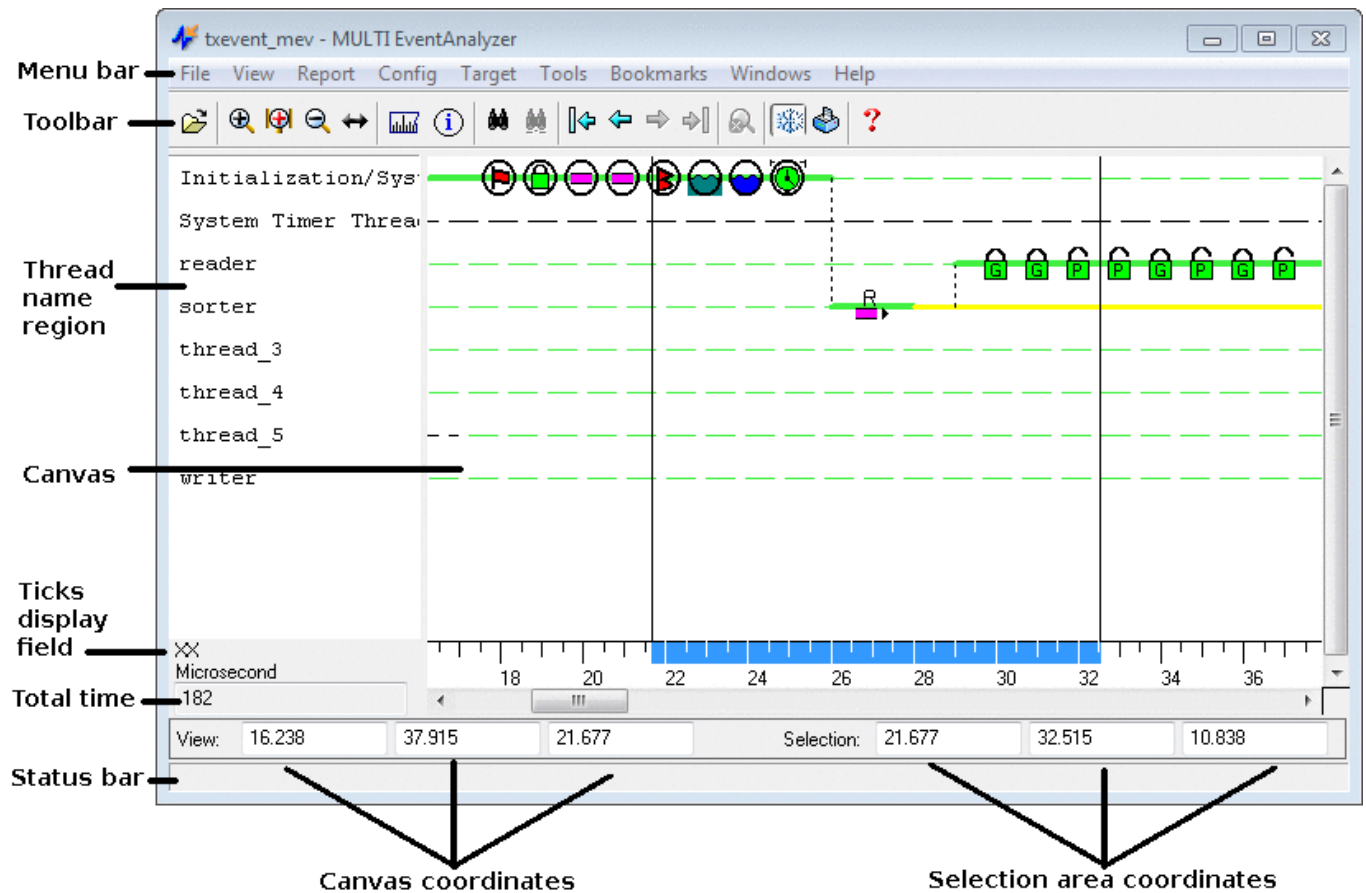 txevent_mev - MULTI EventAnalyzer
Menu bar
File View Report Config Target Tools Bookmarks Windows Help
Toolbar
Initialization/Sys
System Timer Threa
Thread
name
region
reader
sorter
R
G G P P G P G P
thread_3
thread_4
thread_5
Canvas
writer
Ticks
display
field
XX
Microsecond
18 20 22 24 26 28 30 32 34 36
Total time
182
View: 16.238 37.915 21.677 Selection: 21.677 32.515 10.838
Status bar
Canvas coordinates
Selection area coordinates